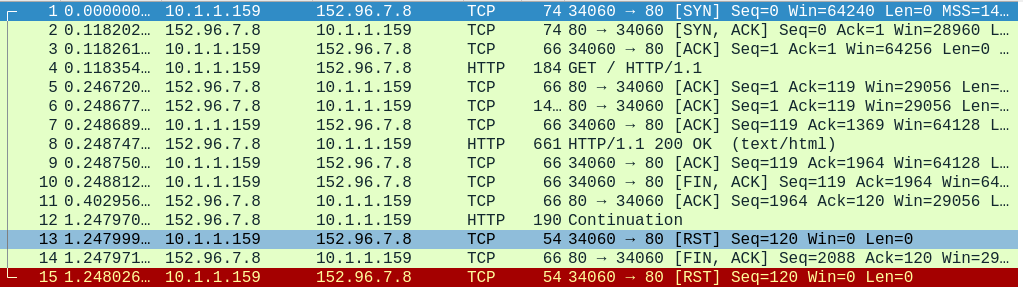 1 0.000000… 10.1.1.159 152.96.7.8 TCP 74 34060 → 80 [SYN] Seq=0 Win=64240 Len=0 MSS=14…
2 0.118202… 152.96.7.8 10.1.1.159 TCP 74 80 → 34060 [SYN, ACK] Seq=0 Ack=1 Win=28960 L…
3 0.118261… 10.1.1.159 152.96.7.8 TCP 66 34060 → 80 [ACK] Seq=1 Ack=1 Win=64256 Len=0 …
4 0.118354… 10.1.1.159 152.96.7.8 HTTP 184 GET / HTTP/1.1
5 0.246720… 152.96.7.8 10.1.1.159 TCP 66 80 → 34060 [ACK] Seq=1 Ack=119 Win=29056 Len=…
6 0.248677… 152.96.7.8 10.1.1.159 TCP 14… 80 → 34060 [ACK] Seq=1 Ack=119 Win=29056 Len=…
7 0.248689… 10.1.1.159 152.96.7.8 TCP 66 34060 → 80 [ACK] Seq=119 Ack=1369 Win=64128 L…
8 0.248747… 152.96.7.8 10.1.1.159 HTTP 661 HTTP/1.1 200 OK  (text/html)
9 0.248750… 10.1.1.159 152.96.7.8 TCP 66 34060 → 80 [ACK] Seq=119 Ack=1964 Win=64128 L…
10 0.248812… 10.1.1.159 152.96.7.8 TCP 66 34060 → 80 [FIN, ACK] Seq=119 Ack=1964 Win=64…
11 0.402956… 152.96.7.8 10.1.1.159 TCP 66 80 → 34060 [ACK] Seq=1964 Ack=120 Win=29056 L…
12 1.247970… 152.96.7.8 10.1.1.159 HTTP 190 Continuation
13 1.247999… 10.1.1.159 152.96.7.8 TCP 54 34060 → 80 [RST] Seq=120 Win=0 Len=0
14 1.247971… 152.96.7.8 10.1.1.159 TCP 66 80 → 34060 [FIN, ACK] Seq=2088 Ack=120 Win=29…
15 1.248026… 10.1.1.159 152.96.7.8 TCP 54 34060 → 80 [RST] Seq=120 Win=0 Len=0